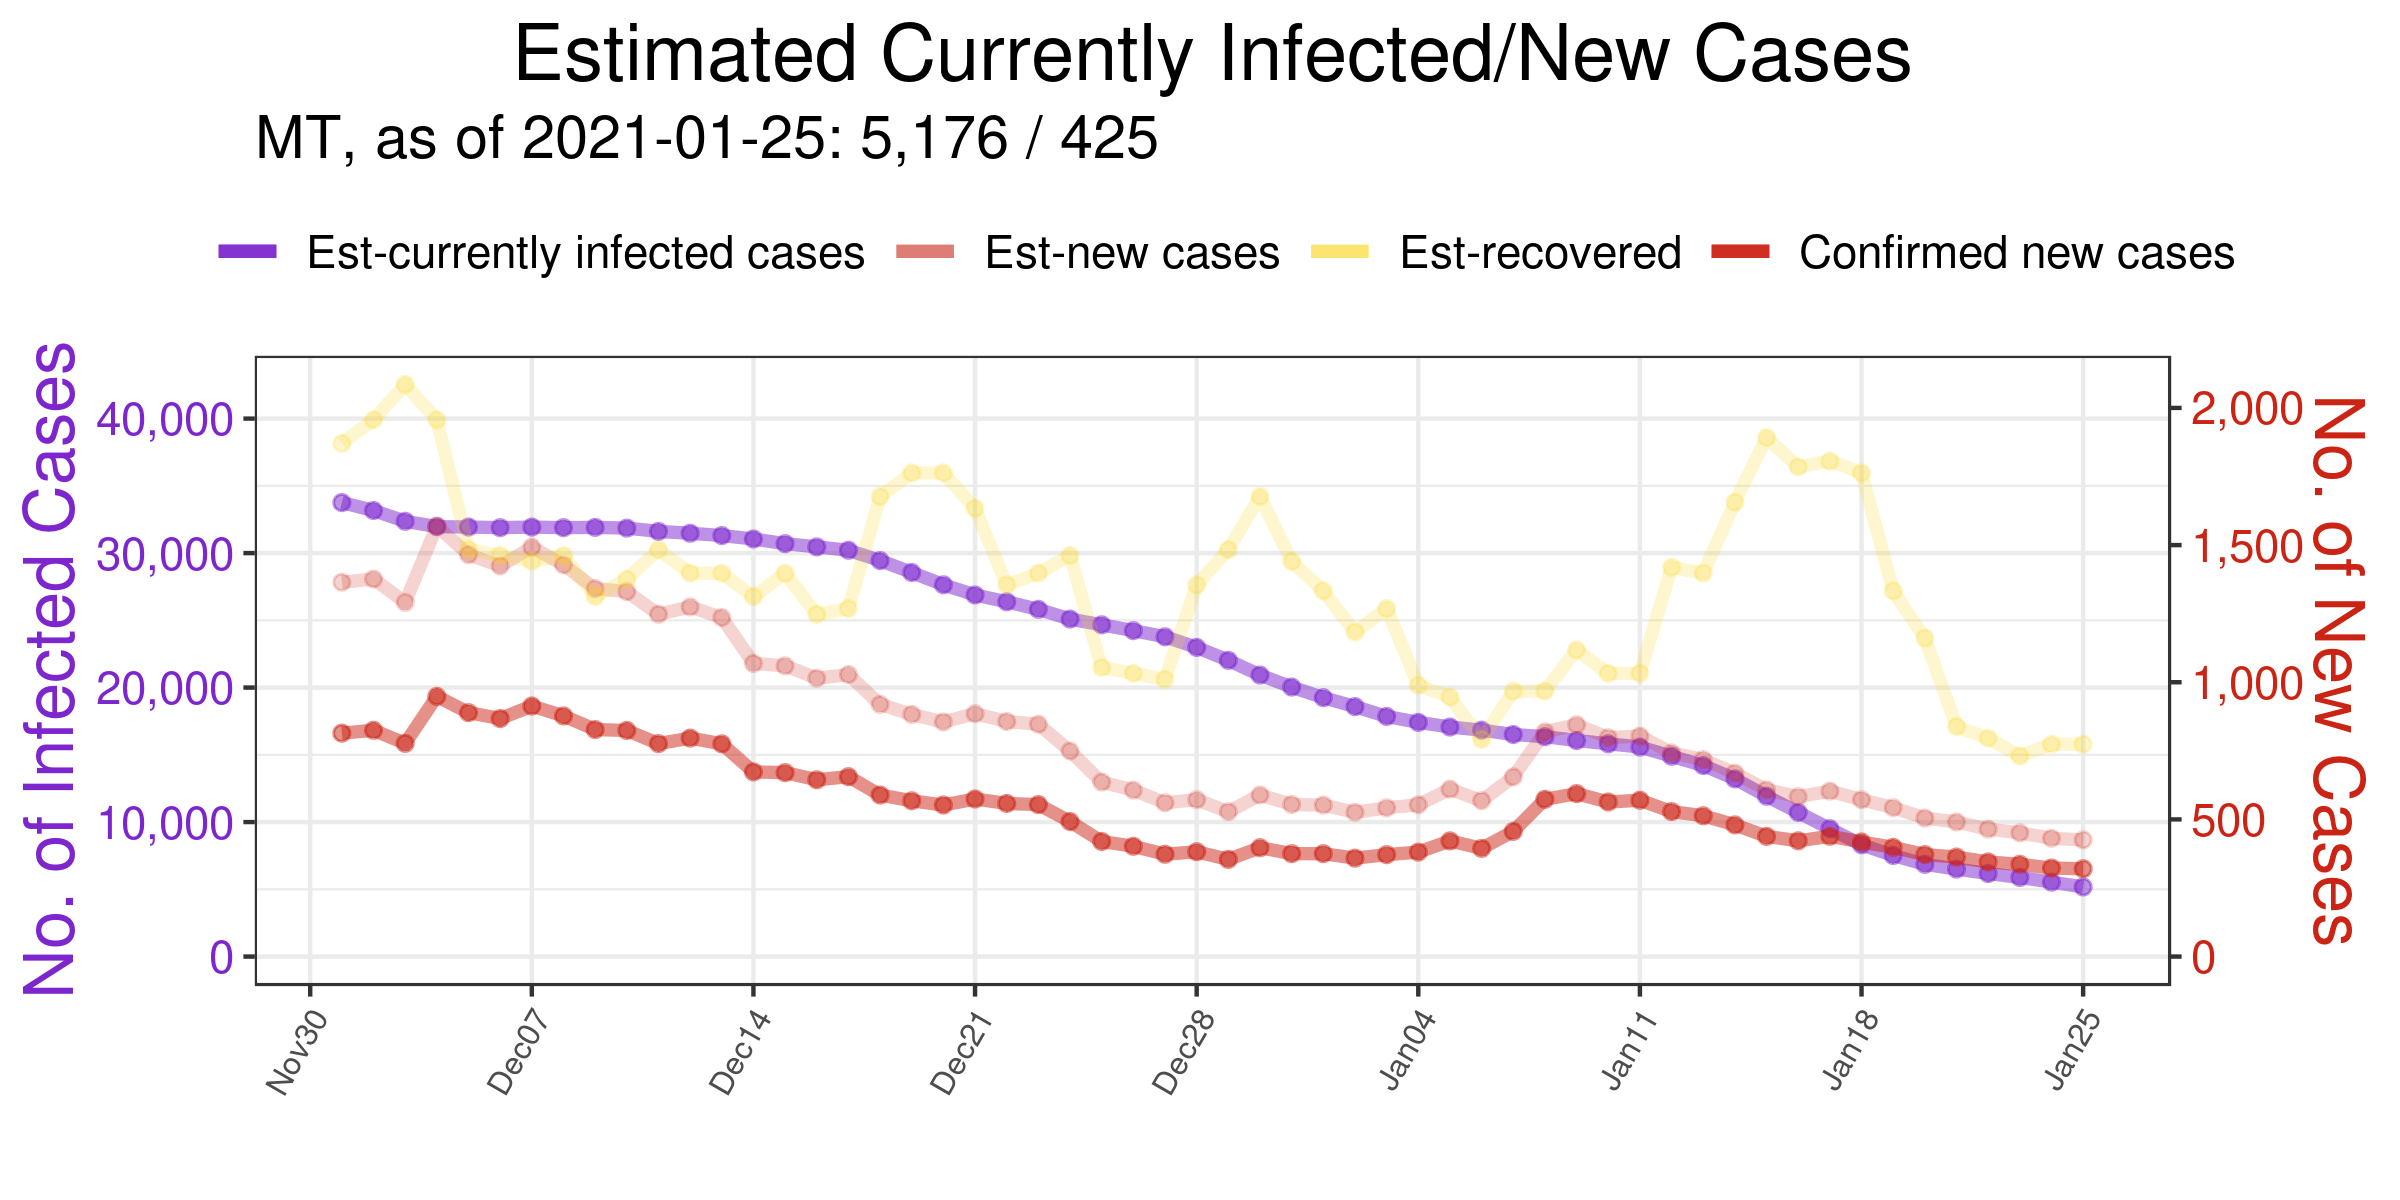 Estimated Currently Infected/New Cases
MT, as of 2021-01-25: 5,176 / 425
Est-currently infected cases Est-new cases Est-recovered Confirmed new cases
No. of Infected Cases
40,000
30,000
20,000
10,000
0
2,000
1,500
1,000
500
0
No. of New Cases
Nov30 Dec07 Dec14 Dec21 Dec28 Jan04 Jan11 Jan18 Jan25